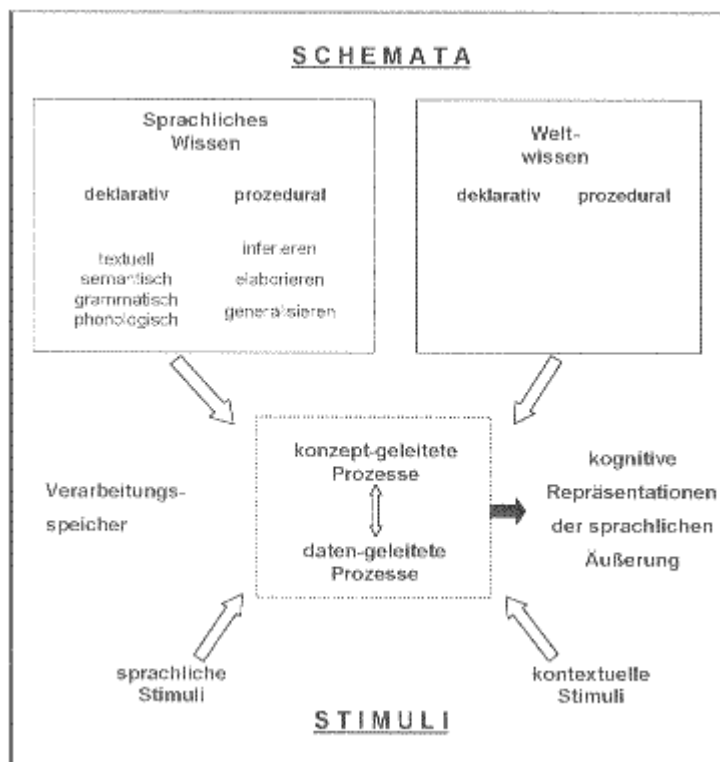 SCHEMATA
Sprachliches
Wissen
deklarativ prozedural
textuell
semantisch
grammatisch
phonologisch
inferieren
elaborieren
generalisieren
Welt-
wissen
deklarativ prozedural
Verarbeitungs-
speicher
konzept-geleitete
Prozesse
daten-geleitete
Prozesse
kognitive
Repräsentationen
der sprachlichen
Äußerung
sprachliche
Stimuli
kontextuelle
Stimuli
STIMULI